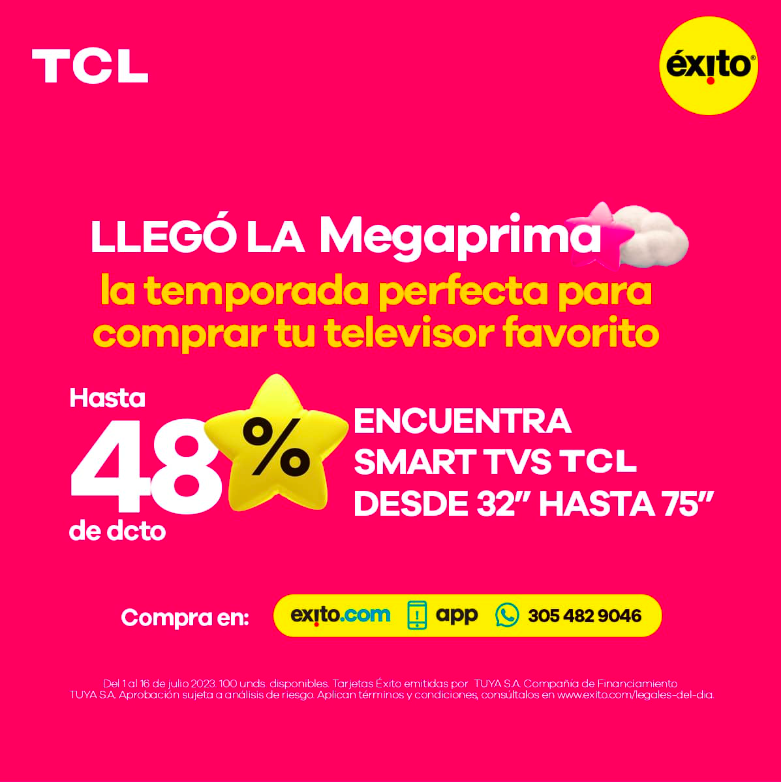 TCL
éxito®
LLEGÓ LA Megaprima
la temporada perfecta para
comprar tu televisor favorito
Hasta
48%
de dcto
ENCUENTRA
SMART TVS TCL
DESDE 32” HASTA 75”
Compra en: exito.com app 305 482 9046
Del 1 al 16 de julio 2023. 100 unds. disponibles. Tarjetas Éxito emitidas por TUYA S.A. Compañía de Financiamiento
TUYA S.A. Aprobación sujeta a análisis de riesgo. Aplican términos y condiciones, consúltalos en www.exito.com/legales-del-dia.